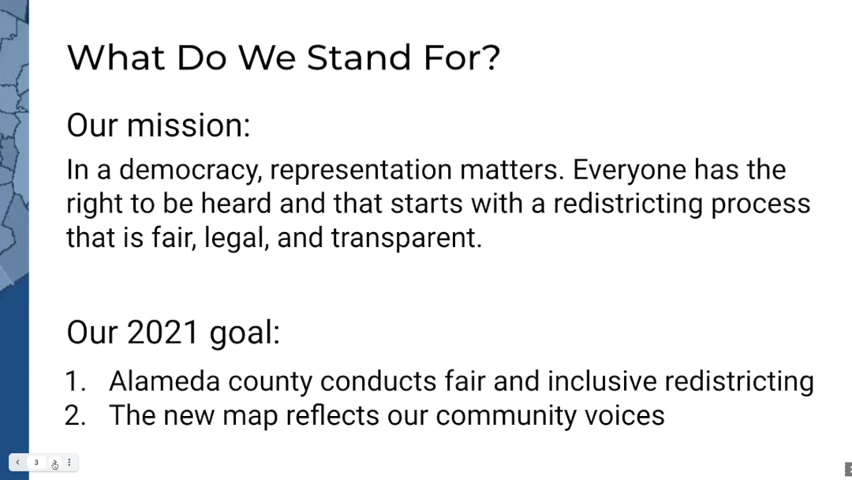 What Do We Stand For?
Our mission:
In a democracy, representation matters. Everyone has the
right to be heard and that starts with a redistricting process
that is fair, legal, and transparent.
Our 2021 goal:
1. Alameda county conducts fair and inclusive redistricting
2. The new map reflects our community voices
3